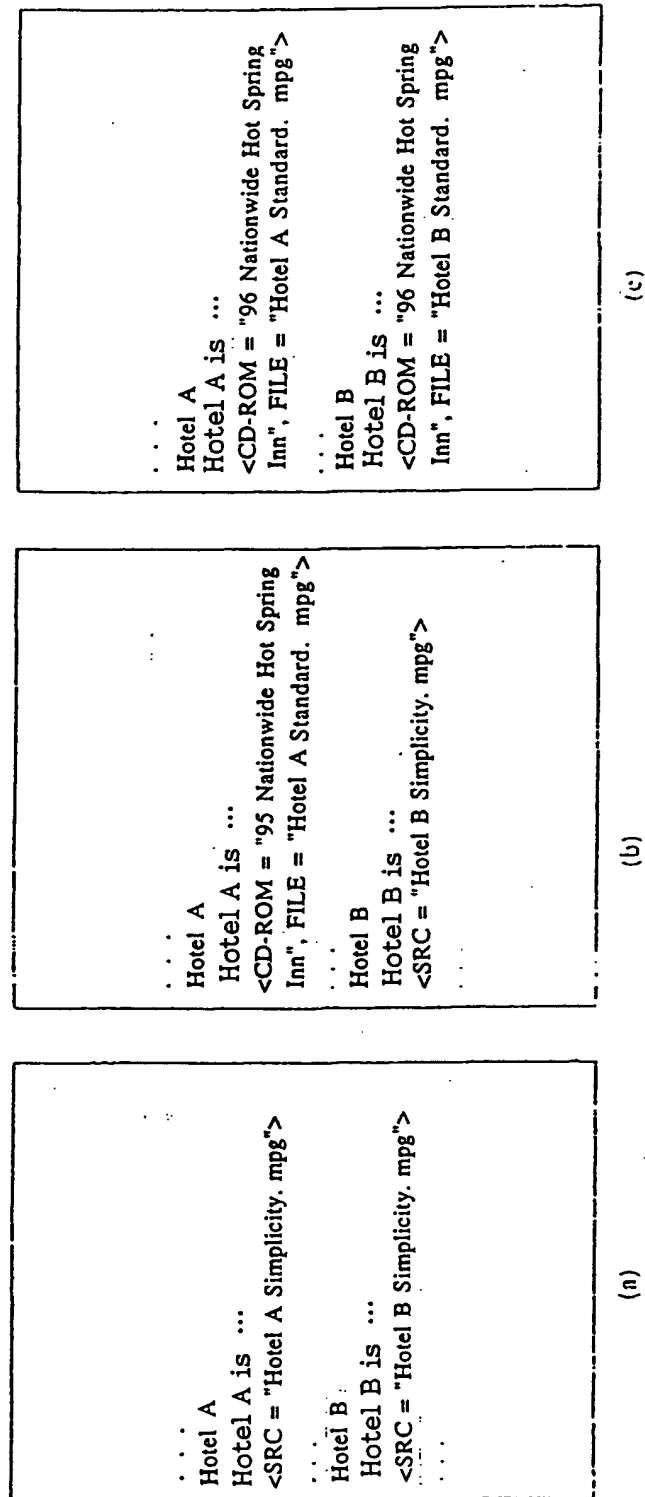 . . .
Hotel A
Hotel A is ...
<SRC = "Hotel A Simplicity. mpg">
. . .
Hotel B
Hotel B is ...
<SRC = "Hotel B Simplicity. mpg">
. . .
(a)
. . .
Hotel A
Hotel A is ...
<CD-ROM = "95 Nationwide Hot Spring
Inn", FILE = "Hotel A Standard. mpg">
. . .
Hotel B
Hotel B is ...
<SRC = "Hotel B Simplicity. mpg">
. . .
(b)
. . .
Hotel A
Hotel A is ...
<CD-ROM = "96 Nationwide Hot Spring
Inn", FILE = "Hotel A Standard. mpg">
. . .
Hotel B
Hotel B is ...
<CD-ROM = "96 Nationwide Hot Spring
Inn", FILE = "Hotel B Standard. mpg">
(c)